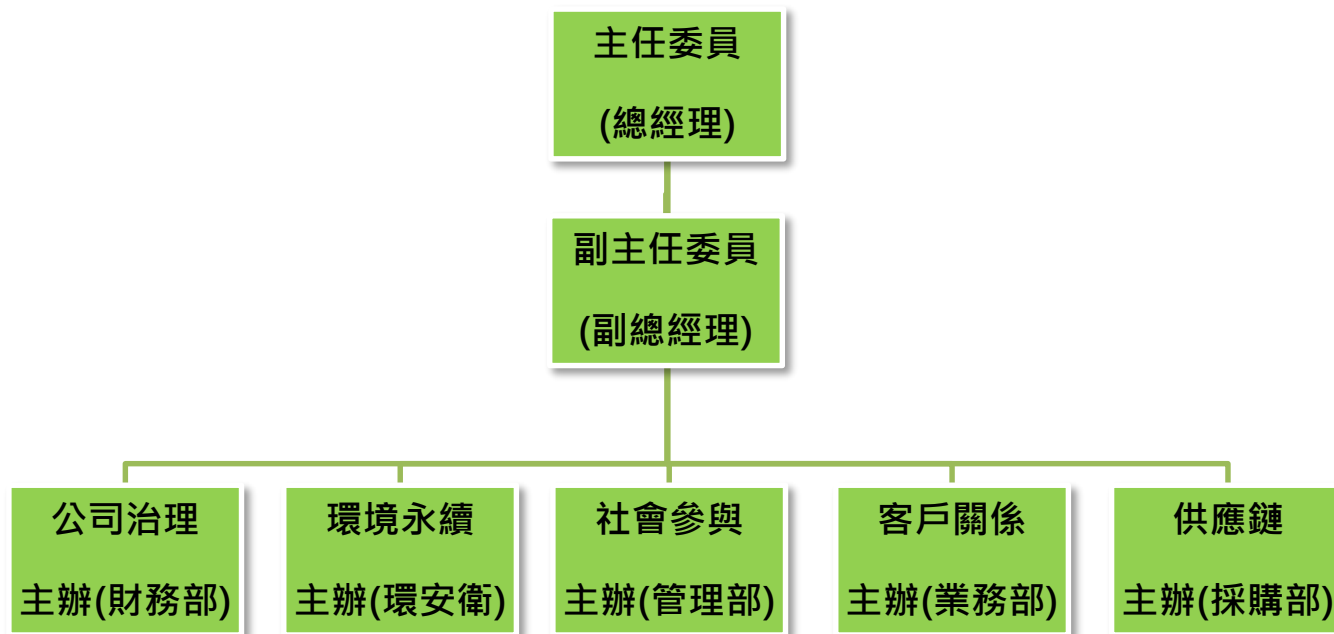 主任委員
(總經理)
副主任委員
(副總經理)
公司治理
主辦(財務部)
環境永續
主辦(環安衛)
社會參與
主辦(管理部)
客戶關係
主辦(業務部)
供應鏈
主辦(採購部)